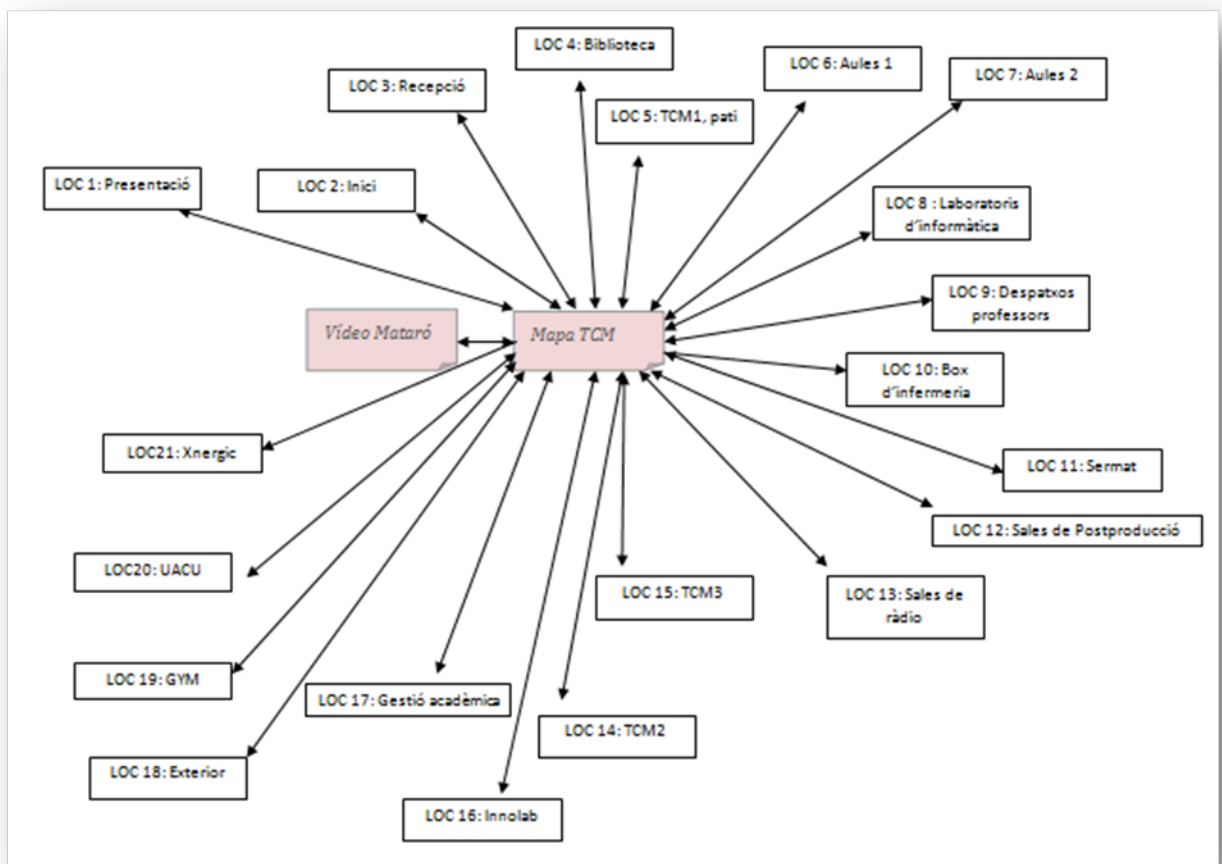 LOC 4: Biblioteca
LOC 6: Aules 1
LOC 7: Aules 2
LOC 3: Recepció
LOC 5: TCM1, pati
LOC 1: Presentació
LOC 2: Inici
LOC 8 : Laboratoris
d'informàtica
LOC 9: Despatxos
professors
Vídeo Mataró
Mapa TCM
LOC 10: Box
d'infermeria
LOC21: Xnergic
LOC 11: Sermat
LOC 12: Sales de Postproducció
LOC20: UACU
LOC 15: TCM3
LOC 13: Sales de
ràdio
LOC 19: GYM
LOC 17: Gestió acadèmica
LOC 14: TCM2
LOC 18: Exterior
LOC 16: Innolab